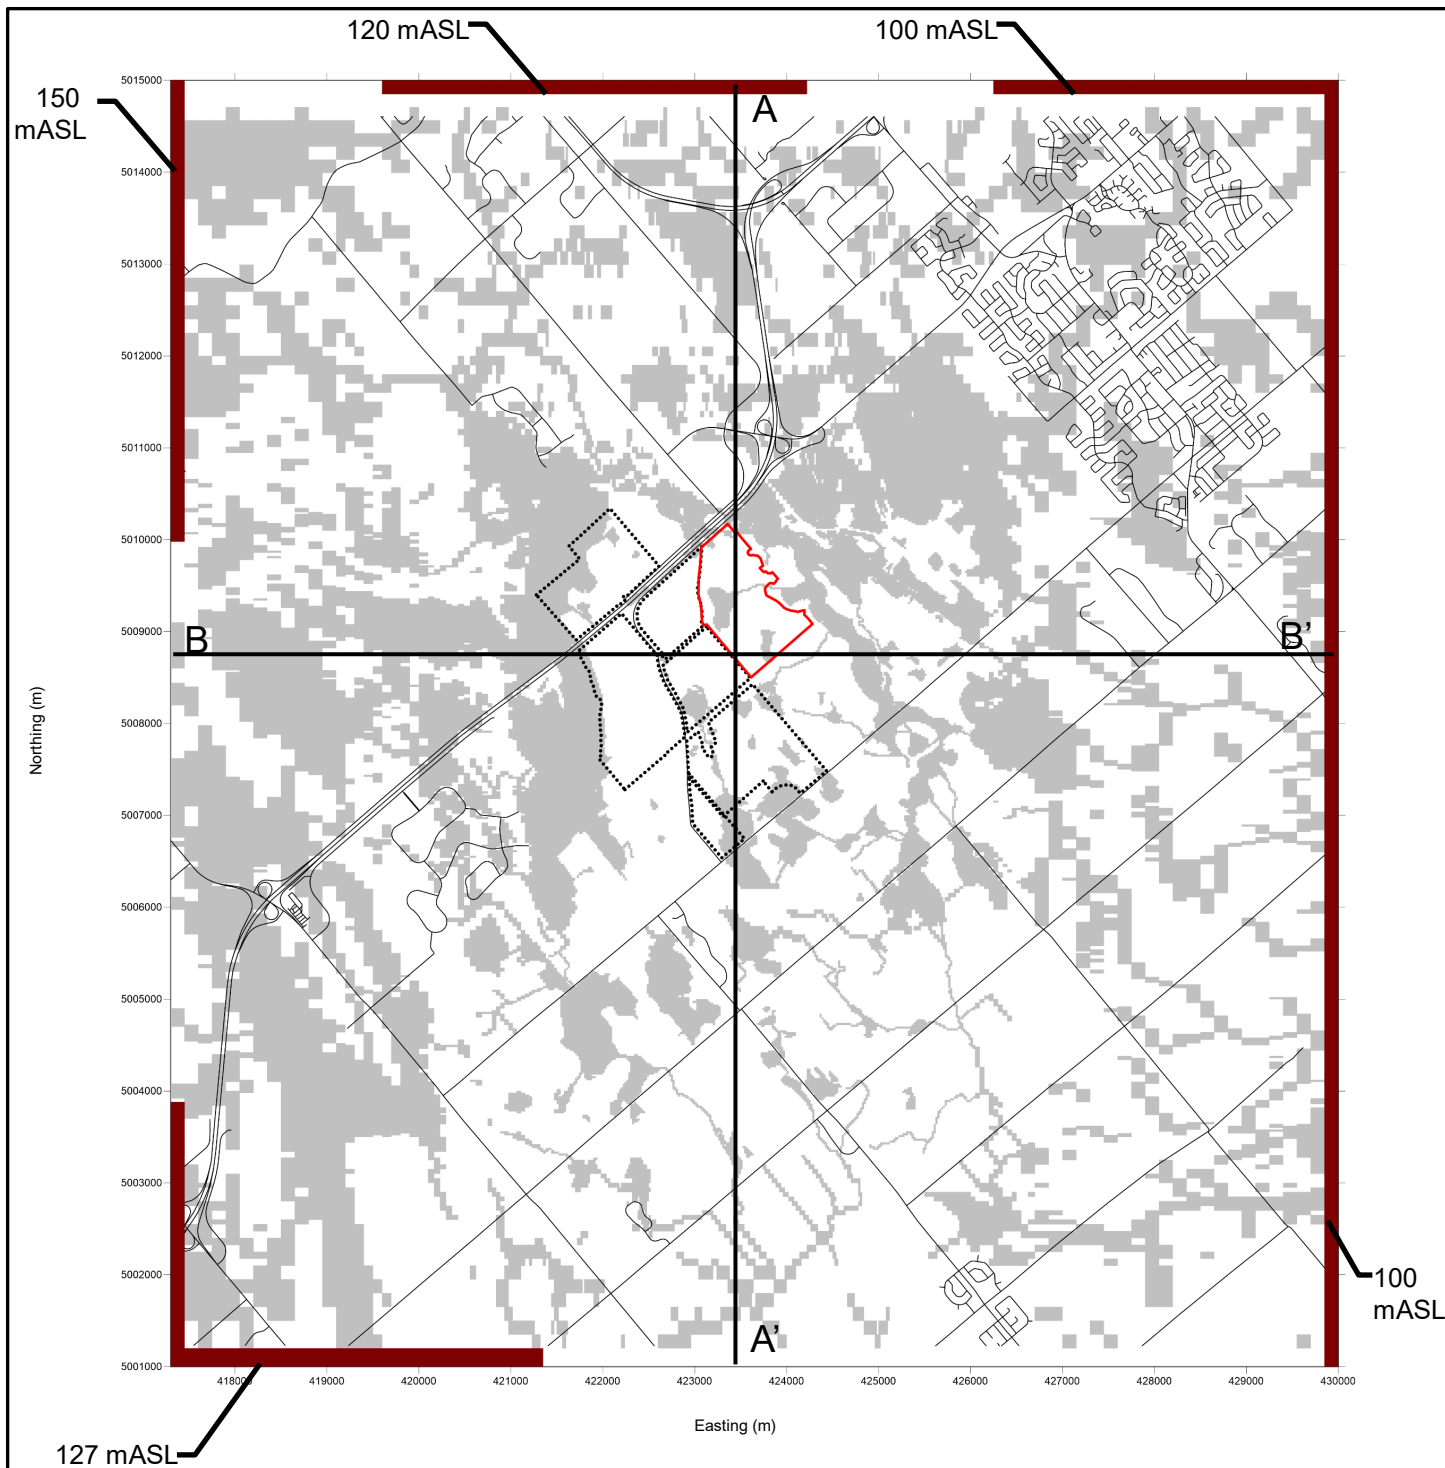 120 mASL
100 mASL
150
mASL
A
5015000
5014000
5013000
5012000
5011000
5010000
5009000
5008000
5007000
5006000
5005000
5004000
5003000
5002000
5001000
B
B’
Northing (m)
100
mASL
A’
418000 419000 420000 421000 422000 423000 424000 425000 426000 427000 428000 429000 430000
Easting (m)
127 mASL